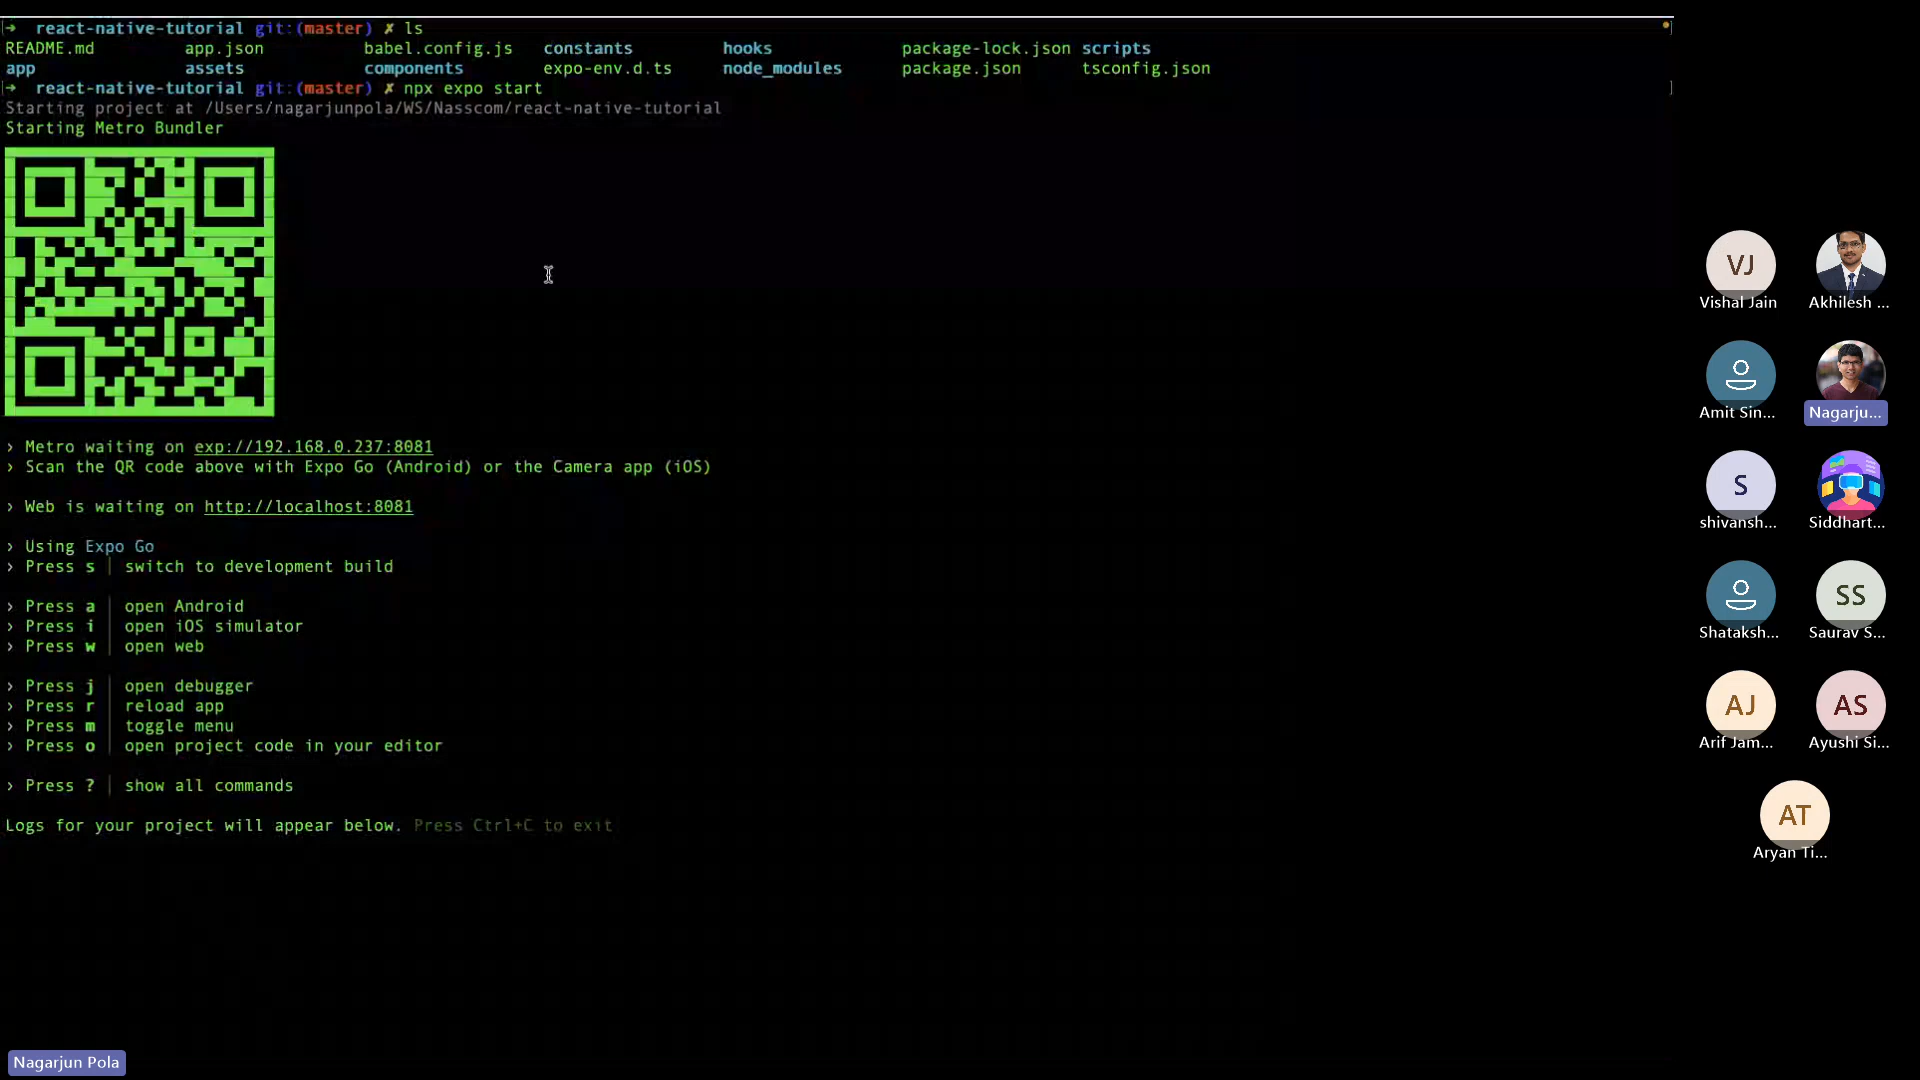 → react-native-tutorial git:(master) ✗ ls
README.md app.json babel.config.js constants hooks package-lock.json scripts
app assets components expo-env.d.ts node_modules package.json tsconfig.json
→ react-native-tutorial git:(master) ✗ npx expo start
Starting project at /Users/nagarjunpola/WS/Nasscom/react-native-tutorial
Starting Metro Bundler
› Metro waiting on exp://192.168.0.237:8081
› Scan the QR code above with Expo Go (Android) or the Camera app (iOS)
› Web is waiting on http://localhost:8081
› Using Expo Go
› Press s │ switch to development build
› Press a │ open Android
› Press i │ open iOS simulator
› Press w │ open web
› Press j │ open debugger
› Press r │ reload app
› Press m │ toggle menu
› Press o │ open project code in your editor
› Press ? │ show all commands
Logs for your project will appear below. Press Ctrl+C to exit
Nagarjun Pola
VJ
Vishal Jain Akhilesh ...
Amit Sin... Nagarju...
S
shivansh... Siddhart...
SS
Shataksh... Saurav S...
AJ AS
Arif Jam... Ayushi Si...
AT
Aryan Ti...